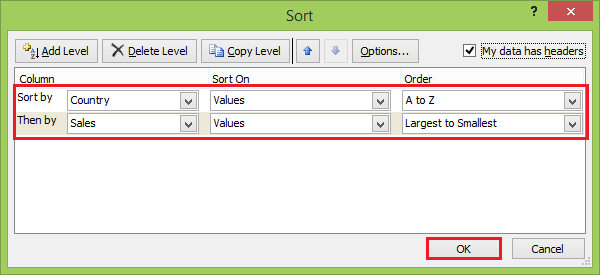 Sort
? ×
Add Level Delete Level Copy Level Options... My data has headers
Column Sort On Order
Sort by Country Values A to Z
Then by Sales Values Largest to Smallest
OK Cancel